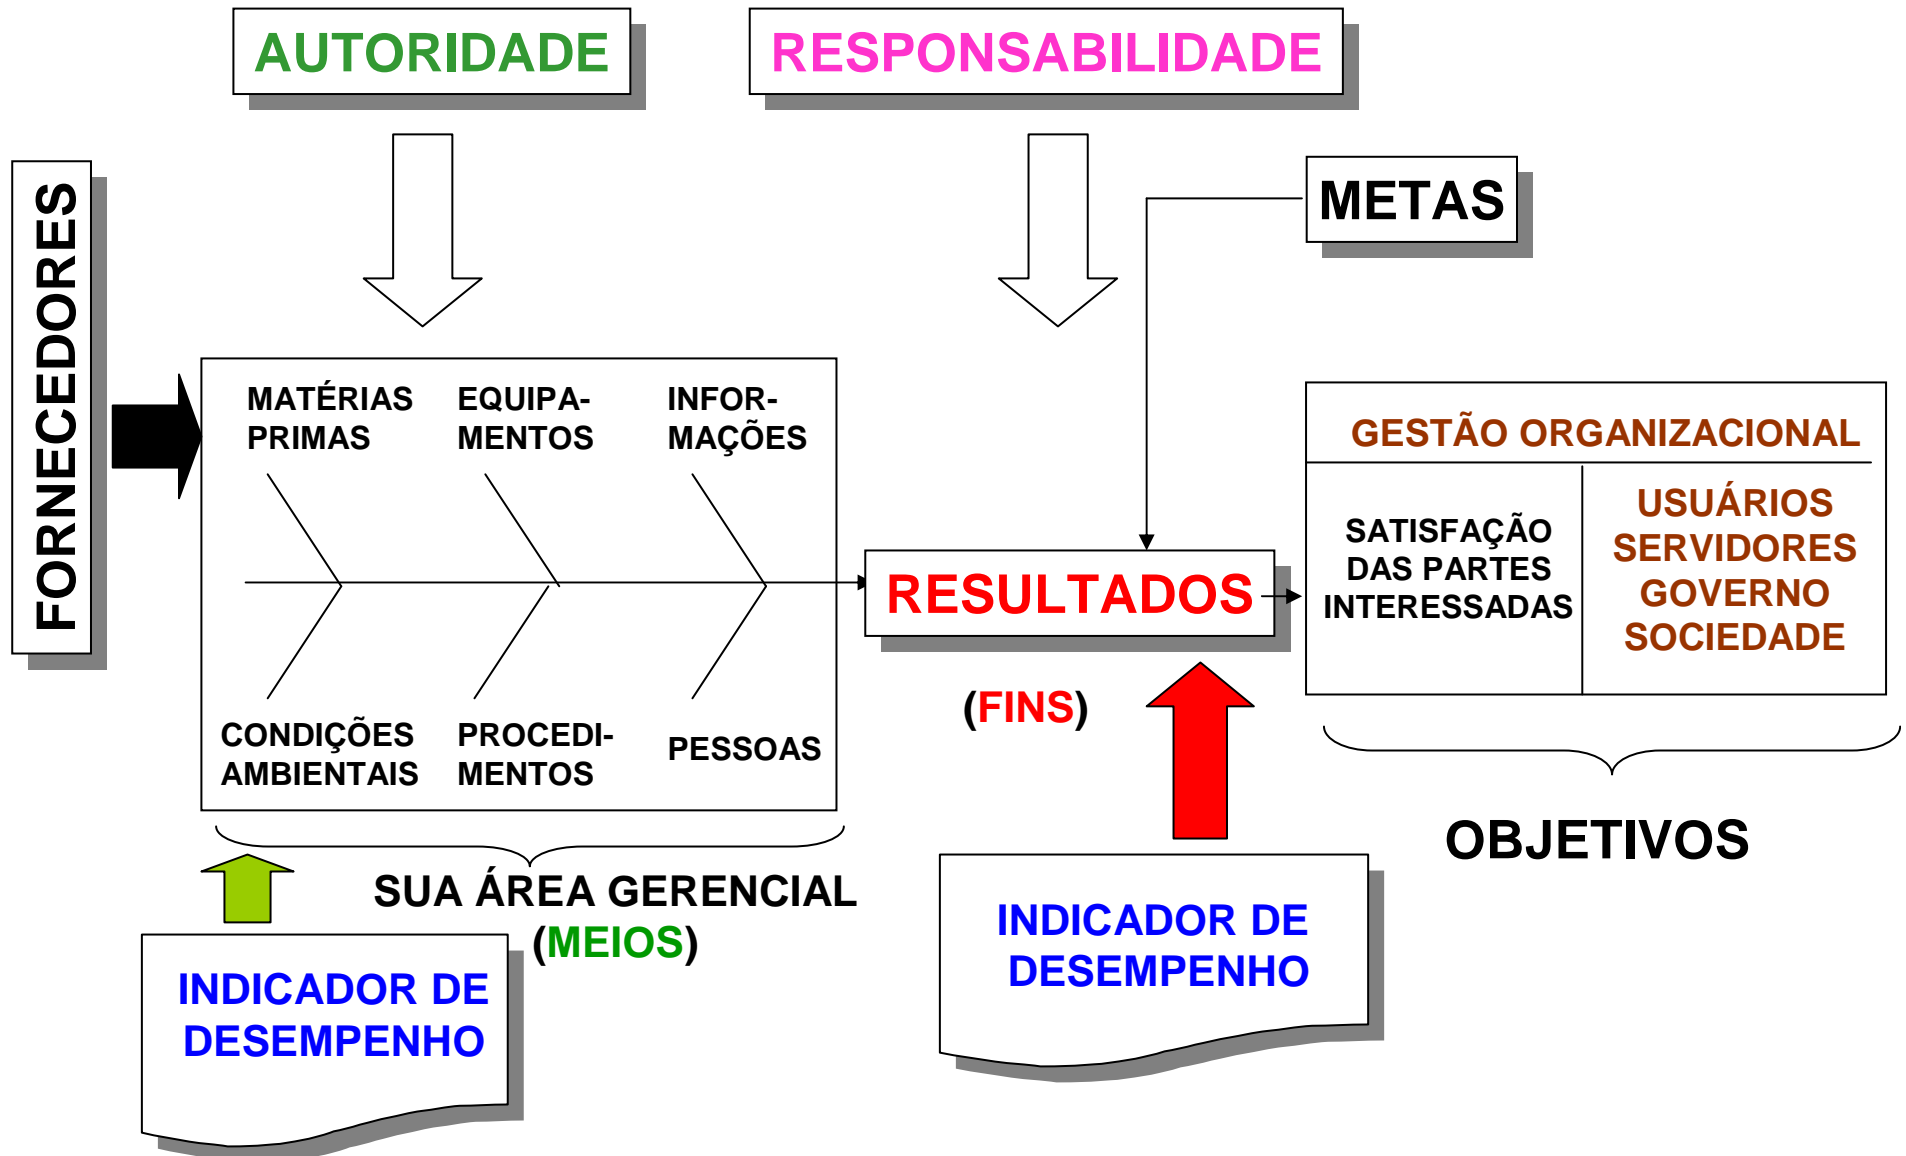 AUTORIDADE
RESPONSABILIDADE
FORNECEDORES
METAS
MATÉRIAS
PRIMAS
EQUIPA-
MENTOS
INFOR-
MAÇÕES
CONDIÇÕES
AMBIENTAIS
PROCEDI-
MENTOS
PESSOAS
RESULTADOS
(FINS)
GESTÃO ORGANIZACIONAL
SATISFAÇÃO
DAS PARTES
INTERESSADAS
USUÁRIOS
SERVIDORES
GOVERNO
SOCIEDADE
OBJETIVOS
SUA ÁREA GERENCIAL
(MEIOS)
INDICADOR DE
DESEMPENHO
INDICADOR DE
DESEMPENHO